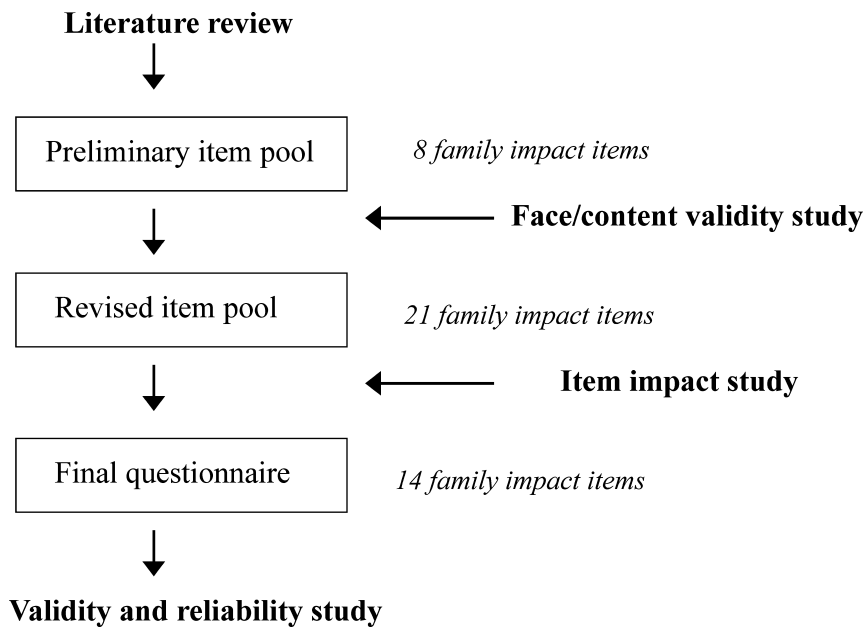 Literature review
Preliminary item pool
8 family impact items
Face/content validity study
Revised item pool
21 family impact items
Item impact study
Final questionnaire
14 family impact items
Validity and reliability study